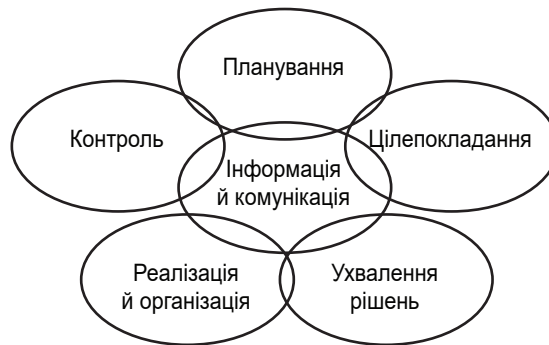 Планування
Контроль
Цілепокладання
Інформація
й комунікація
Реалізація
й організація
Ухвалення
рішень